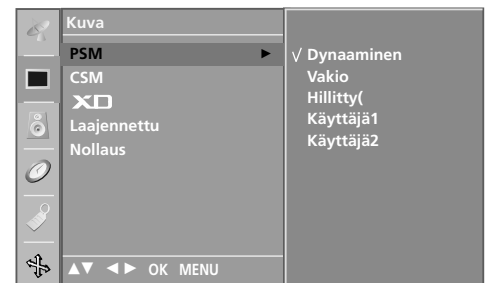 Kuva
PSM ►
CSM
XD
Laajennettu
Nollaus
▲▼ ◄► OK MENU
√ Dynaaminen
Vakio
Hillitty(
Käyttäjä1
Käyttäjä2